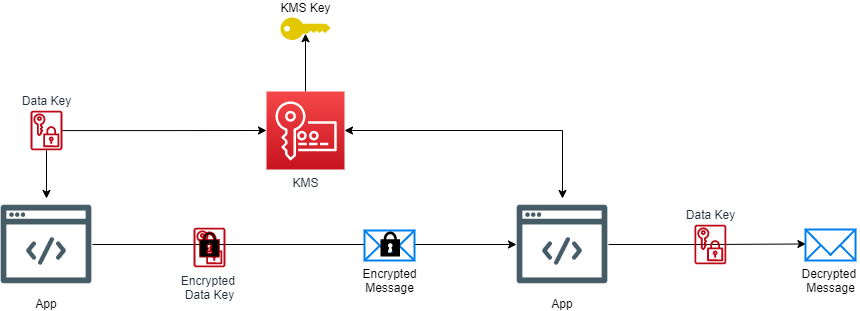 KMS Key
Data Key
KMS
Data Key
Encrypted
Data Key
Encrypted
Message
Decrypted
Message
App
App